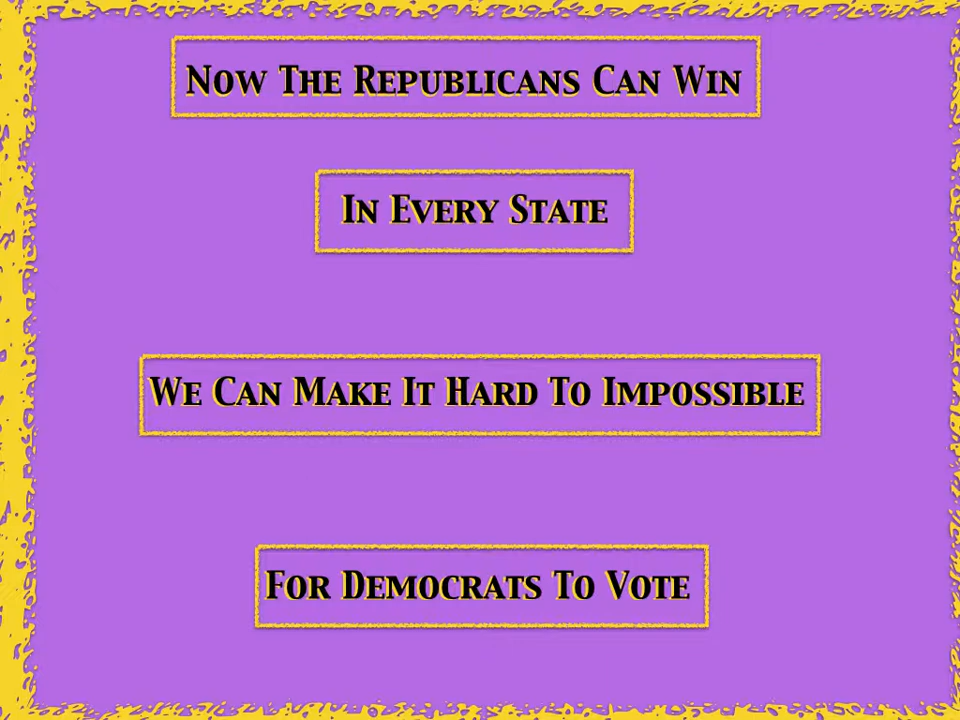 Now The Republicans Can Win
In Every State
We Can Make It Hard To Impossible
For Democrats To Vote